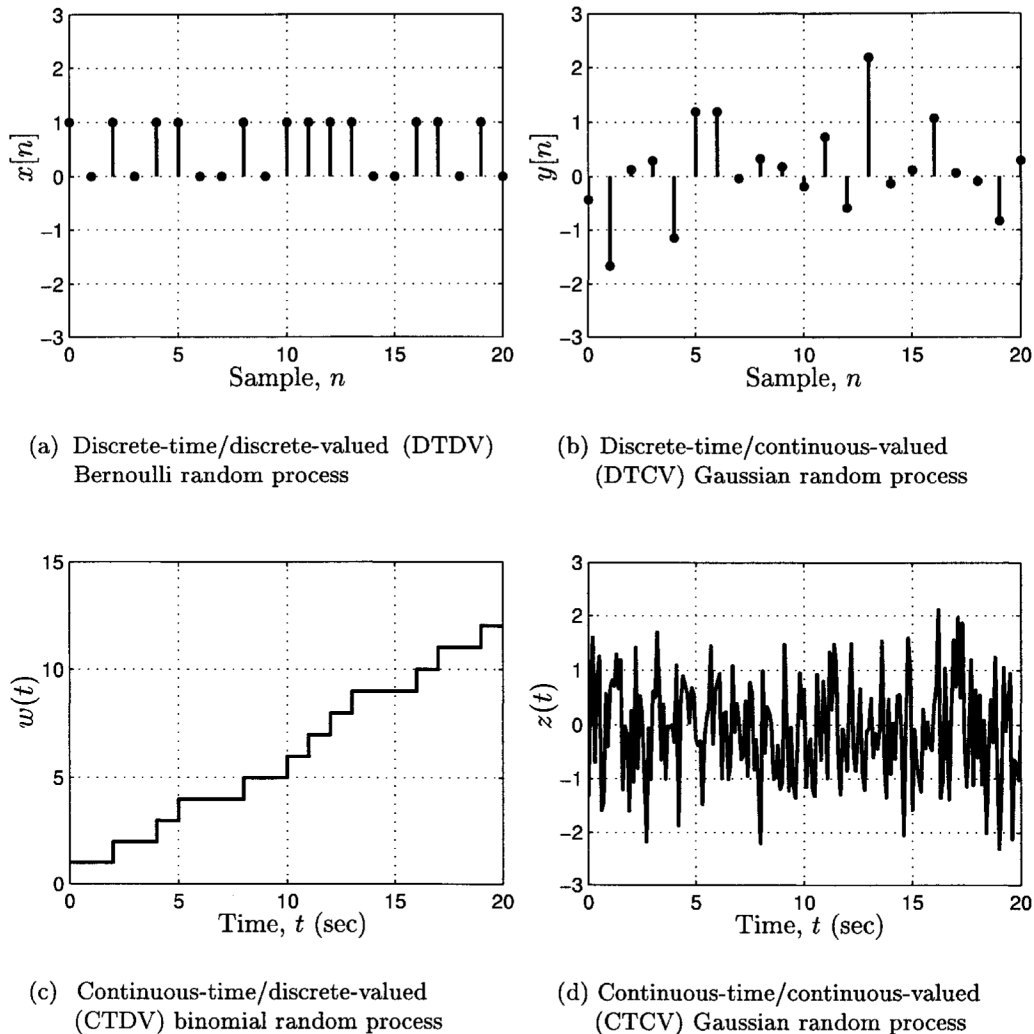 3
2
1
0
−1
−2
−3
x[n]
0 5 10 15 20
Sample, n
(a) Discrete-time/discrete-valued (DTDV)
Bernoulli random process
3
2
1
0
−1
−2
−3
y[n]
0 5 10 15 20
Sample, n
(b) Discrete-time/continuous-valued
(DTCV) Gaussian random process
15
10
5
0
w(t)
0 5 10 15 20
Time, t (sec)
(c) Continuous-time/discrete-valued
(CTDV) binomial random process
3
2
1
0
−1
−2
−3
z(t)
0 5 10 15 20
Time, t (sec)
(d) Continuous-time/continuous-valued
(CTCV) Gaussian random process